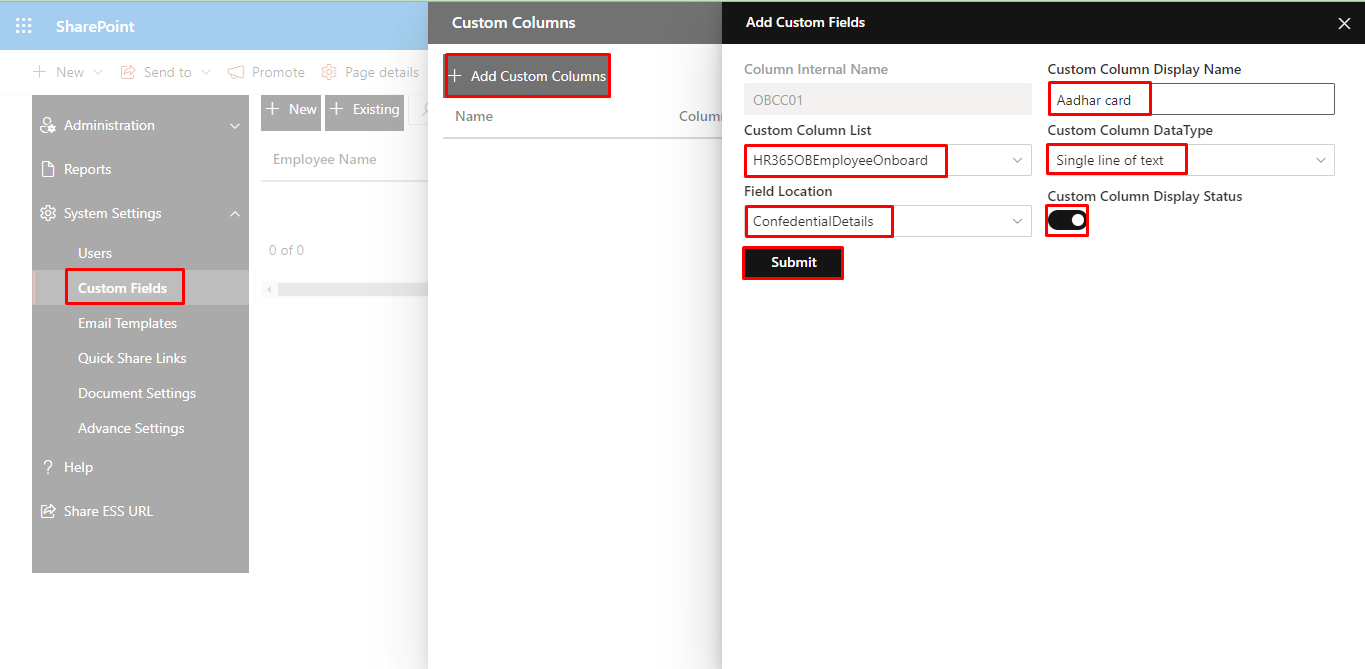 SharePoint
New
Send to
Promote
Page details
Administration
Reports
System Settings
Users
Custom Fields
Email Templates
Quick Share Links
Document Settings
Advance Settings
Help
Share ESS URL
New
Existing
Employee Name
0 of 0
Custom Columns
Add Custom Columns
Name
Colum
Add Custom Fields
Column Internal Name
OBCC01
Custom Column Display Name
Aadhar card
Custom Column List
HR365OBEmployeeOnboard
Custom Column DataType
Single line of text
Field Location
ConfedentialDetails
Custom Column Display Status
Submit